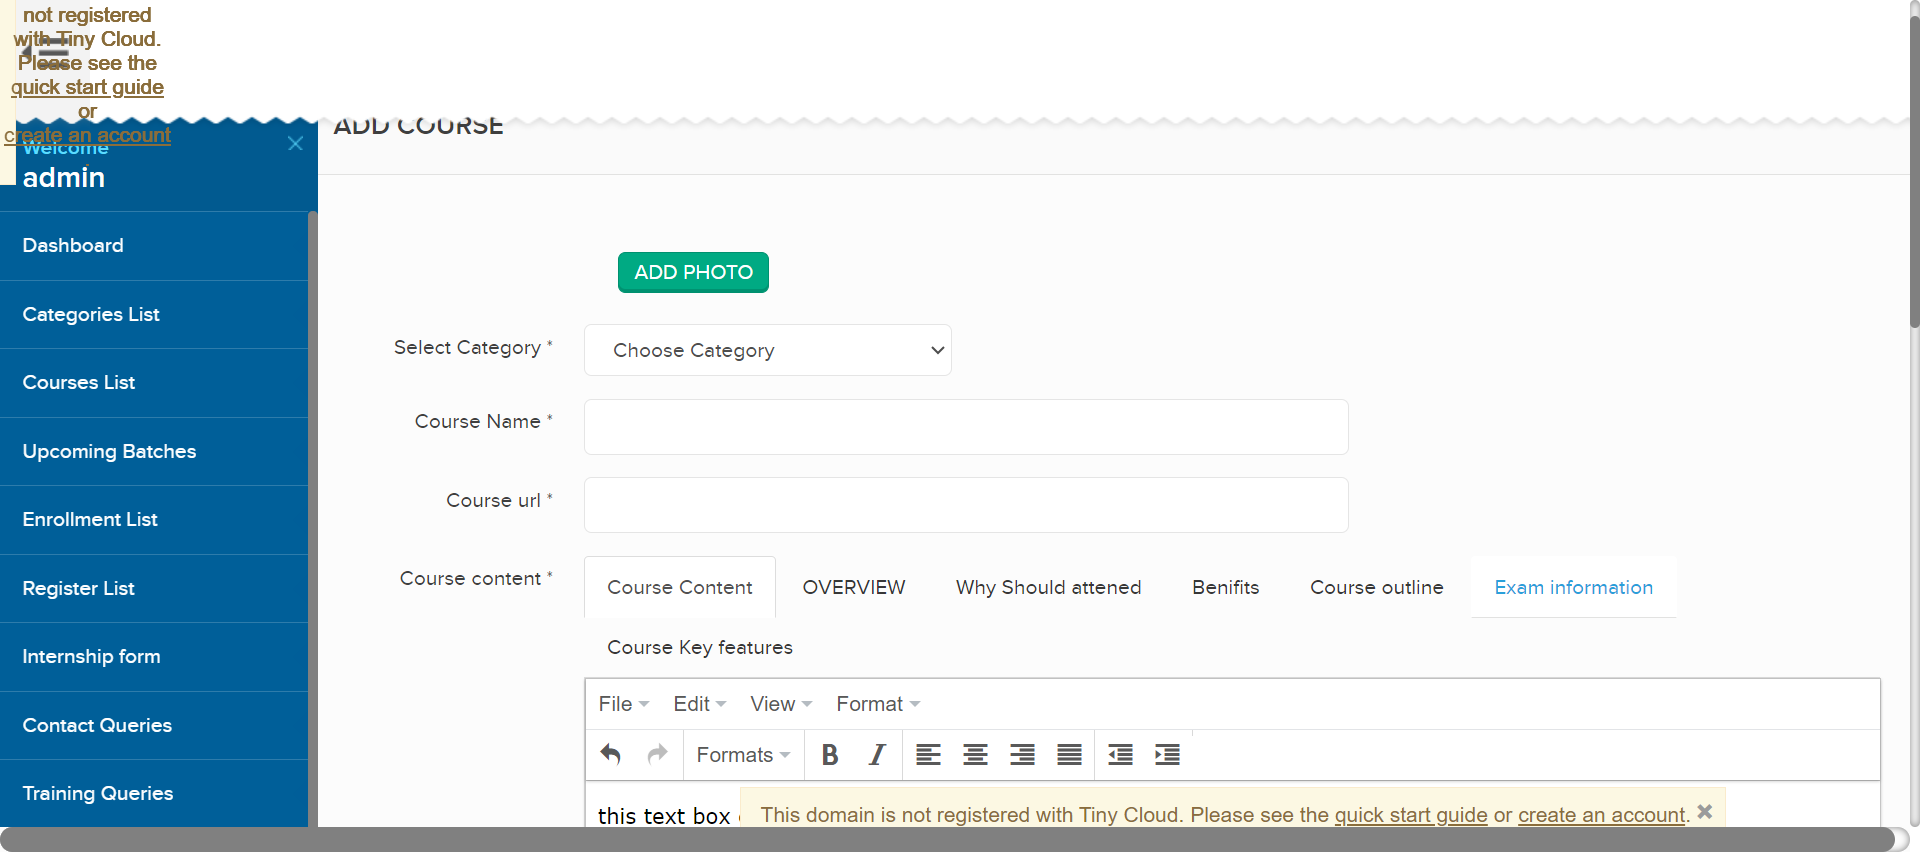 not registered
with Tiny Cloud.
Please see the
quick start guide
or
create an account
.
Welcome
admin
Dashboard
Categories List
Courses List
Upcoming Batches
Enrollment List
Register List
Internship form
Contact Queries
Training Queries
ADD COURSE
ADD PHOTO
Select Category *
Choose Category
Course Name *
Course url *
Course content *
Course Content OVERVIEW Why Should attened Benifits Course outline Exam information
Course Key features
File Edit View Format
Formats B I
this text box
This domain is not registered with Tiny Cloud. Please see the quick start guide or create an account.